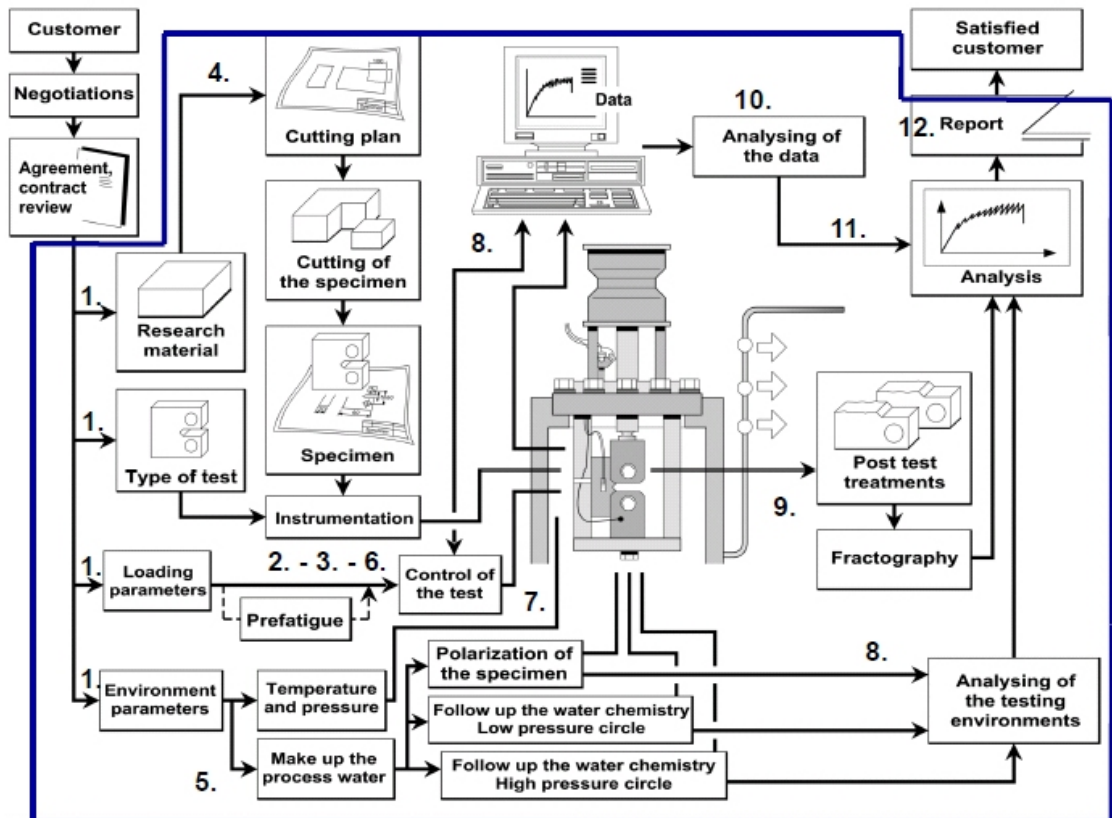 Customer
Negotiations
Agreement,
contract
review
1.
Research
material
1.
Type of test
1.
Loading
parameters
2. - 3. - 6.
Prefatigue
1.
Environment
parameters
Temperature
and pressure
5.
Make up the
process water
4.
Cutting plan
Cutting of
the specimen
Specimen
Instrumentation
Control of
the test
7.
Polarization of
the specimen
Follow up the water chemistry
Low pressure circle
Follow up the water chemistry
High pressure circle
8.
Data
10.
Analysing of
the data
11.
9.
Post test
treatments
Fractography
8.
Analysing of
the testing
environments
Analysis
12.
Report
Satisfied
customer